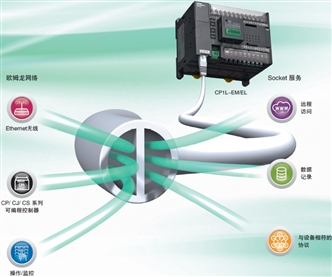 欧姆龙网络
Socket 服务
CP1L-EM/EL
Ethernet无线
远程
访问
CP/ CJ/ CS 系列
可编程控制器
数据
记录
操作/监控
与设备相符的
协议